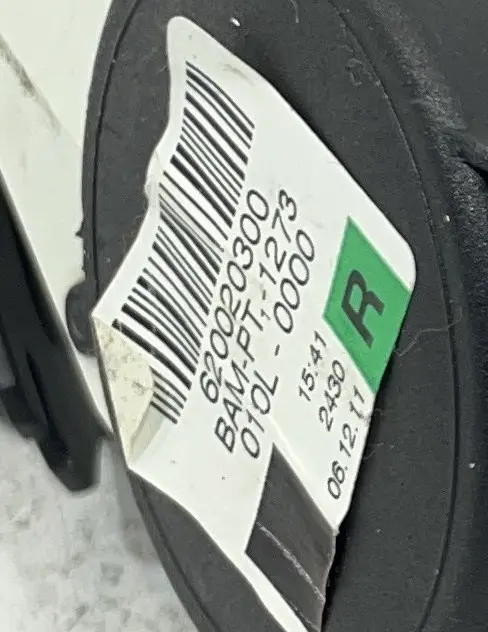 620020300
BAM-PT,-1273
010L - 0000
R
15:41
2430
06.12.11